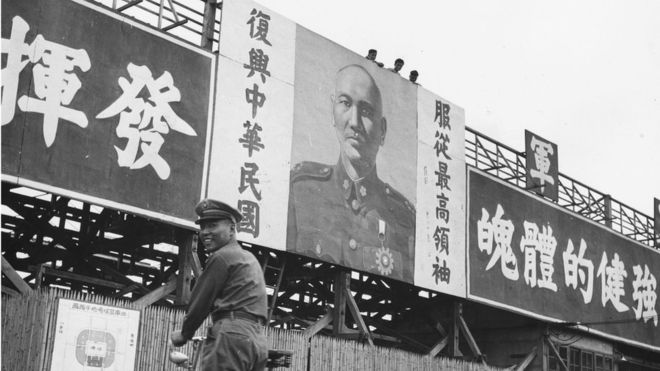 軍
強健的體魄
服從最高領袖
復興中華民國
發揮